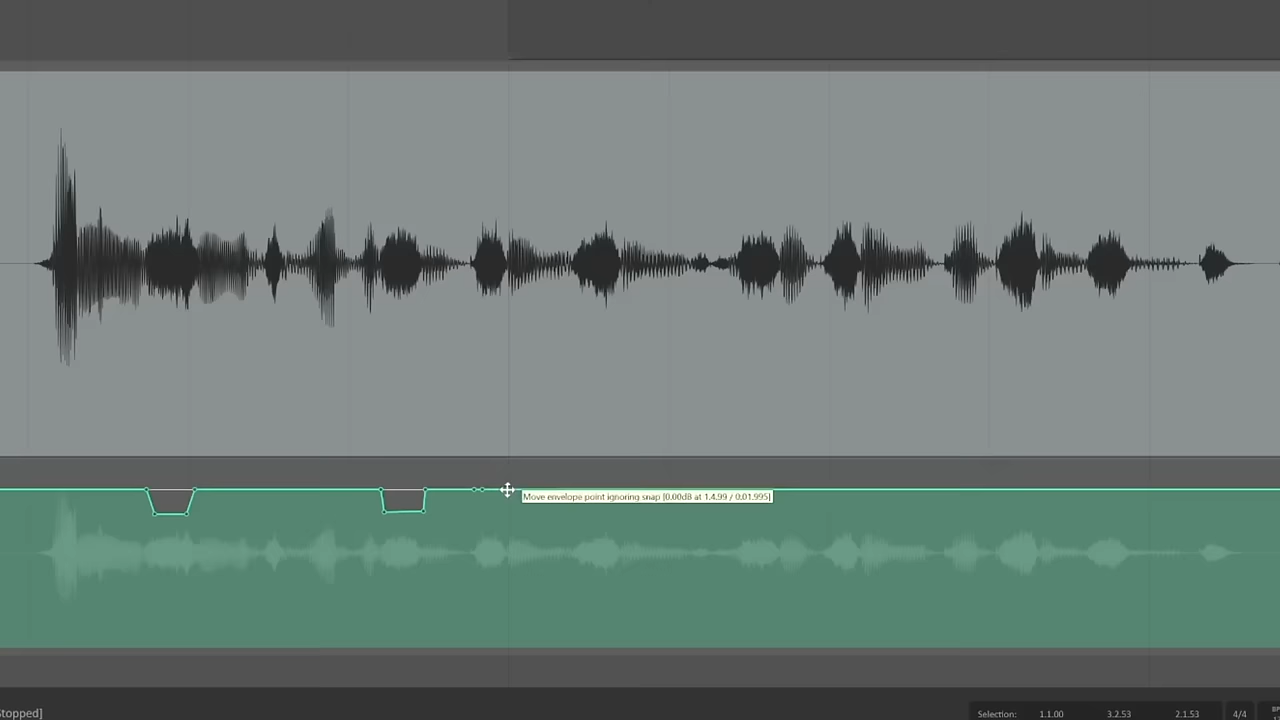 Move envelope point ignoring snap [0.00dB at 1.4.99 / 0:01.995]
Stopped]
Selection: 1.1.00 3.2.53 2.1.53 4/4